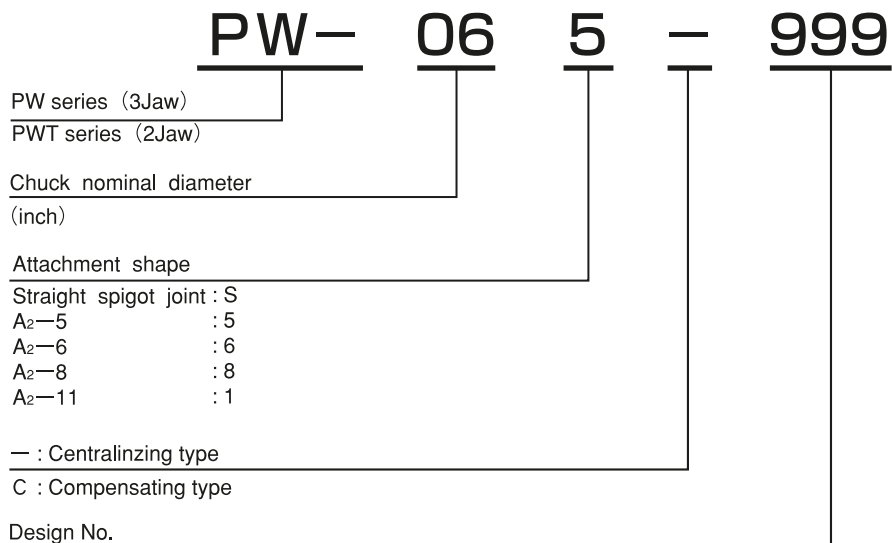 PW− 06 5 − 999
PW series (3Jaw)
PWT series (2Jaw)
Chuck nominal diameter
(inch)
Attachment shape
Straight spigot joint : S
A₂−5 : 5
A₂−6 : 6
A₂−8 : 8
A₂−11 : 1
− : Centralinzing type
C : Compensating type
Design No.